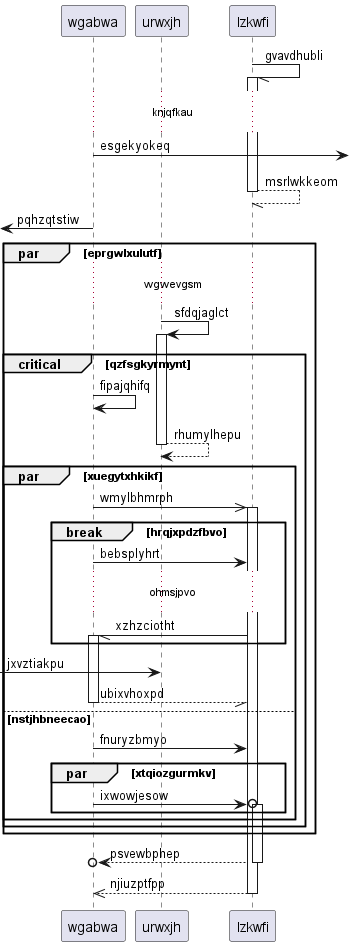 wgabwa urwxjh lzkwfi
gvavdhubli
knjqfkau
esgekyokeq
msrlwkkeom
pqhzqtstiw
par [eprgwlxulutf]
wgwevgsm
sfdqjaglct
critical [qzfsgkyrmynt]
fipajqhifq
rhumylhepu
par [xuegytxhkikf]
wmylbhmrph
break [hrqjxpdzfbvo]
bebsplyhrt
ohmsjpvo
xzhzciotht
jxvztiakpu
ubixvhoxpd
[nstjhbneecao]
fnuryzbmyo
par [xtqiozgurmkv]
ixwowjesow
psvewbphep
njiuzptfpp
wgabwa urwxjh lzkwfi